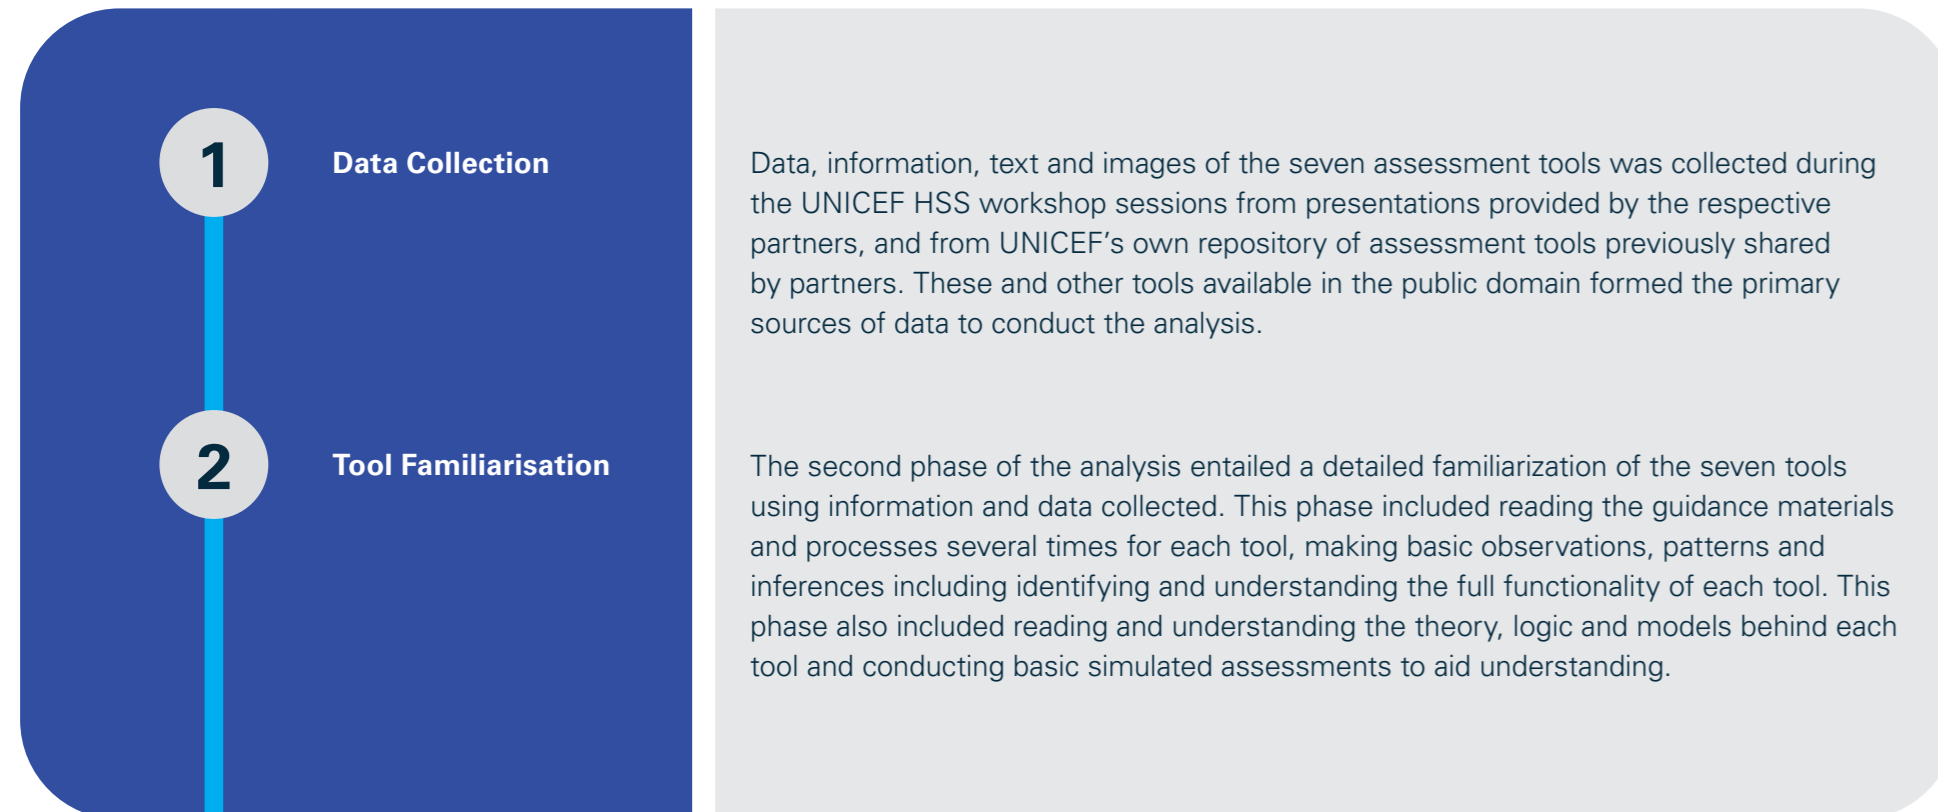 1
Data Collection
Data, information, text and images of the seven assessment tools was collected during
the UNICEF HSS workshop sessions from presentations provided by the respective
partners, and from UNICEF’s own repository of assessment tools previously shared
by partners. These and other tools available in the public domain formed the primary
sources of data to conduct the analysis.
2
Tool Familiarisation
The second phase of the analysis entailed a detailed familiarization of the seven tools
using information and data collected. This phase included reading the guidance materials
and processes several times for each tool, making basic observations, patterns and
inferences including identifying and understanding the full functionality of each tool. This
phase also included reading and understanding the theory, logic and models behind each
tool and conducting basic simulated assessments to aid understanding.